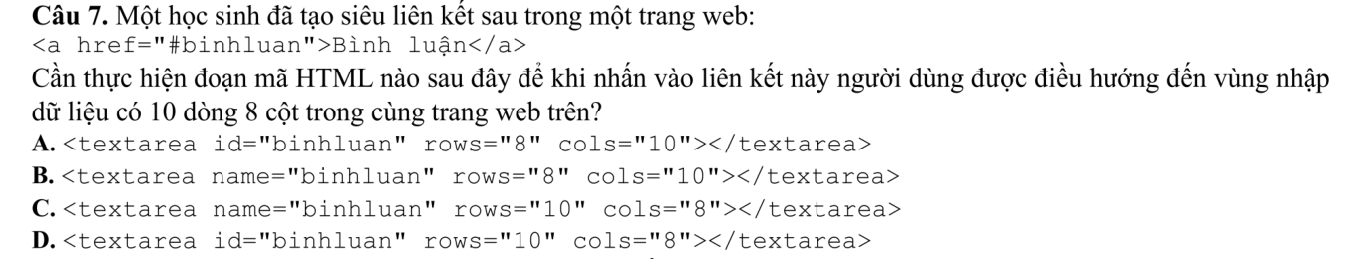 Câu 7. Một học sinh đã tạo siêu liên kết sau trong một trang web:
<a href="#binhluan">Bình luận</a>
Cần thực hiện đoạn mã HTML nào sau đây để khi nhấn vào liên kết này người dùng được điều hướng đến vùng nhập
dữ liệu có 10 dòng 8 cột trong cùng trang web trên?
A. <textarea id="binhluan" rows="8" cols="10"></textarea>
B. <textarea name="binhluan" rows="8" cols="10"></textarea>
C. <textarea name="binhluan" rows="10" cols="8"></textarea>
D. <textarea id="binhluan" rows="10" cols="8"></textarea>